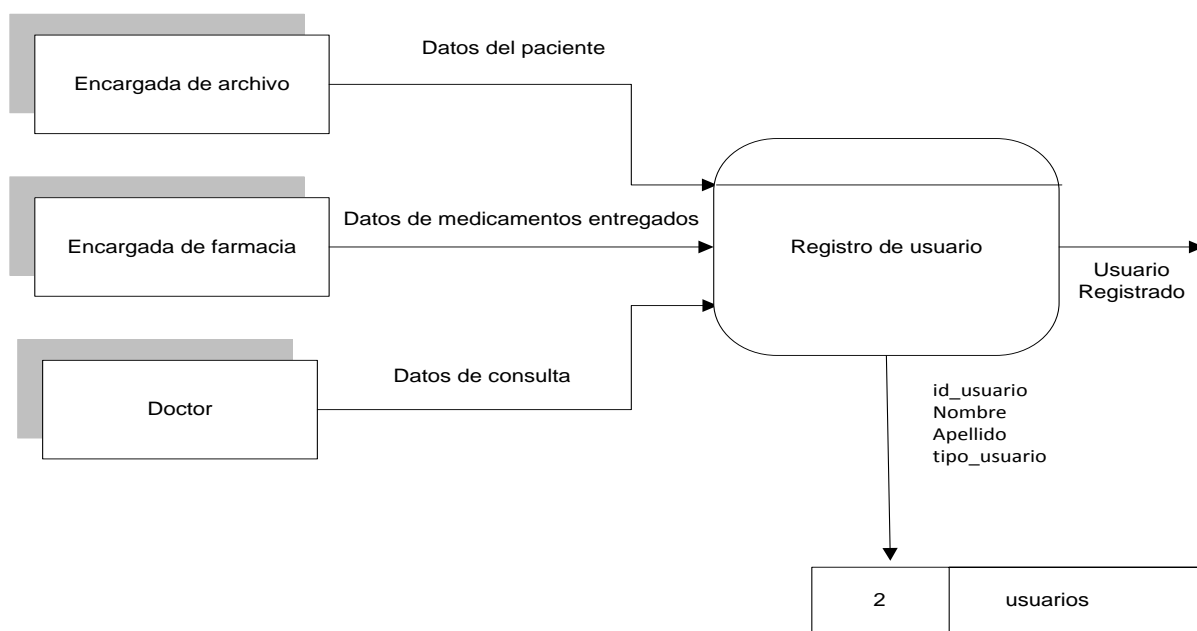 Datos del paciente
Encargada de archivo
Datos de medicamentos entregados
Encargada de farmacia
Registro de usuario
Usuario
Registrado
Datos de consulta
Doctor
id_usuario
Nombre
Apellido
tipo_usuario
2
usuarios